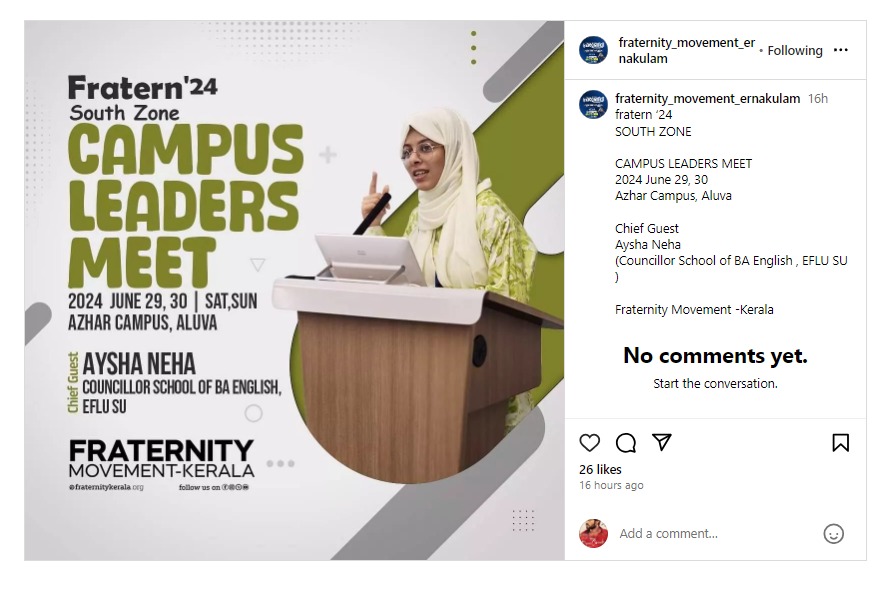 Fratern'24
South Zone
CAMPUS
LEADERS
MEET
2024 JUNE 29, 30 | SAT,SUN
AZHAR CAMPUS, ALUVA
Chief Guest
AYSHA NEHA
COUNCILLOR SCHOOL OF BA ENGLISH,
EFLU SU
FRATERNITY
MOVEMENT-KERALA
@fraternitykerala.org
follow us on
fraternity_movement_er
nakulam
• Following
fraternity_movement_ernakulam 16h
fratern ‘24
SOUTH ZONE
CAMPUS LEADERS MEET
2024 June 29, 30
Azhar Campus, Aluva
Chief Guest
Aysha Neha
(Councillor School of BA English , EFLU SU
)
Fraternity Movement -Kerala
No comments yet.
Start the conversation.
26 likes
16 hours ago
Add a comment...